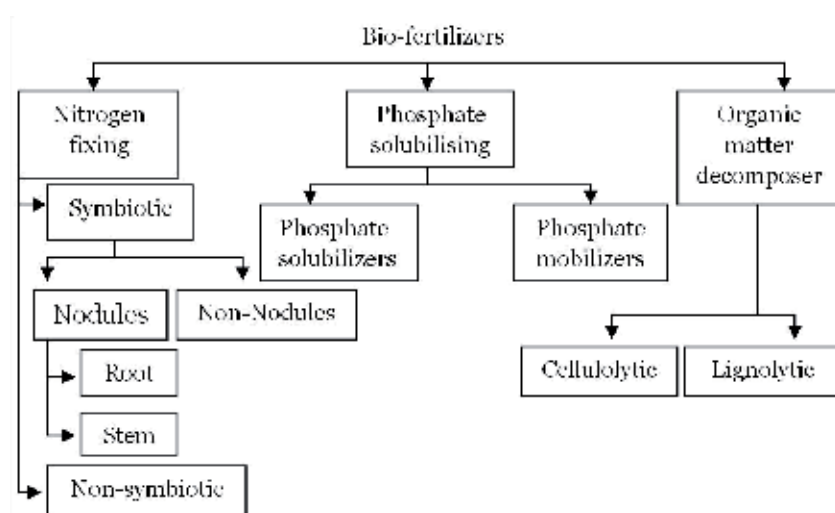 Bio-fertilizers
Nitrogen
fixing
Phosphate
solubilising
Organic
matter
decomposer
Symbiotic
Phosphate
solubilizers
Phosphate
mobilizers
Nodules
Non-Nodules
Root
Stem
Non-symbiotic
Cellulolytic
Lignolytic